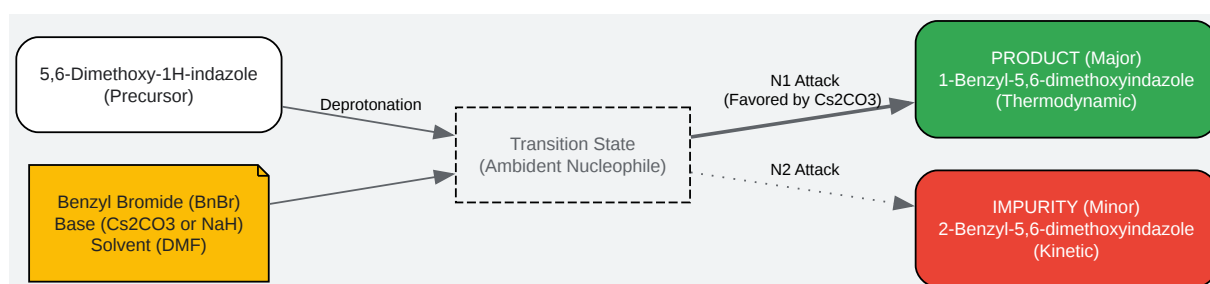 5,6-Dimethoxy-1H-indazole
(Precursor)
Benzyl Bromide (BnBr)
Base (Cs2CO3 or NaH)
Solvent (DMF)
Deprotonation
Transition State
(Ambident Nucleophile)
N1 Attack
(Favored by Cs2CO3)
N2 Attack
PRODUCT (Major)
1-Benzyl-5,6-dimethoxyindazole
(Thermodynamic)
IMPURITY (Minor)
2-Benzyl-5,6-dimethoxyindazole
(Kinetic)